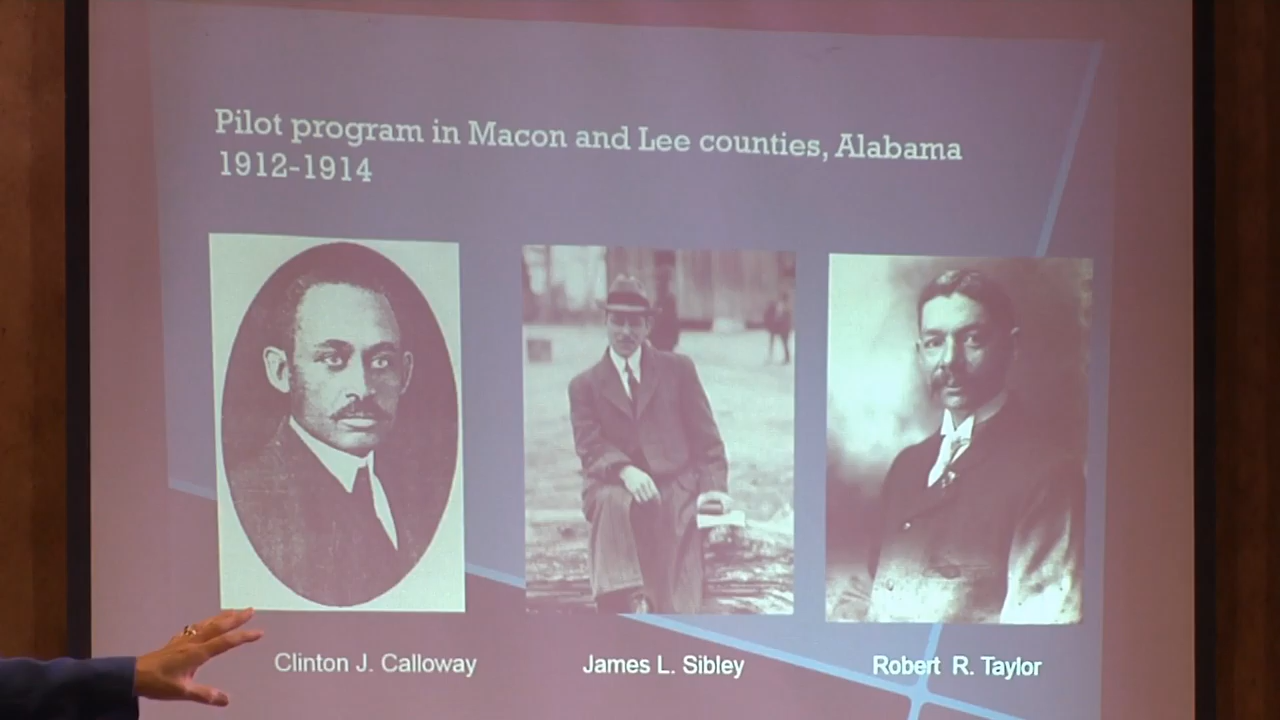 Pilot program in Macon and Lee counties, Alabama
1912-1914
Clinton J. Calloway
James L. Sibley
Robert R. Taylor